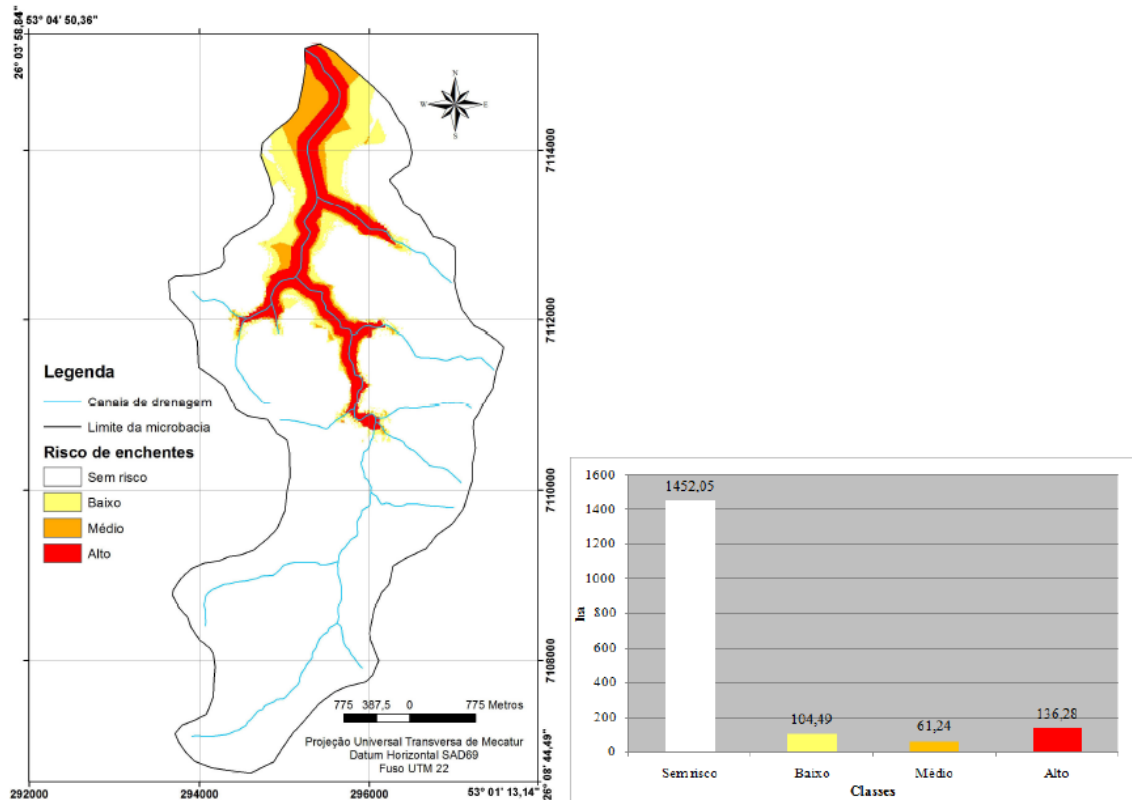 53° 04' 50,36"
26° 03' 58,84"
N
W E
S
7114000
7112000
7110000
7108000
Legenda
Canais de drenagem
Limite da microbacia
Risco de enchentes
Sem risco
Baixo
Médio
Alto
775 387,5 0 775 Metros
Projeção Universal Transversa de Mecatur
Datum Horizontal SAD69
Fuso UTM 22
292000 294000 296000 53° 01' 13,14"
26° 08' 44,49"
1600
1400
1200
1000
800
600
400
200
0
ha
1452,05
104,49
61,24
136,28
Sem risco Baixo Médio Alto
Classes